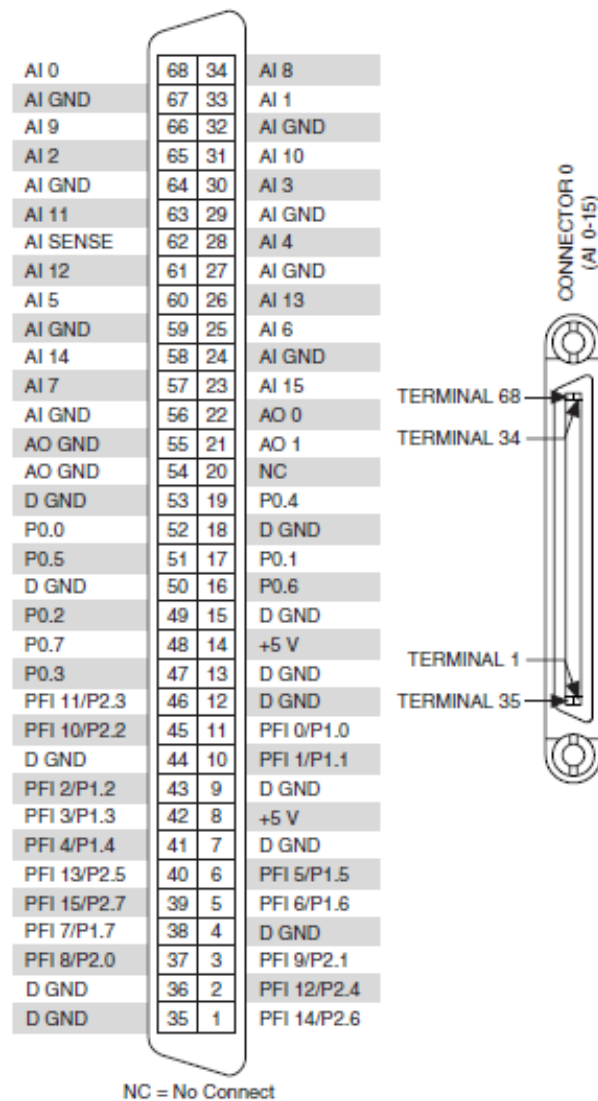 AI 0 68 34 AI 8
AI GND 67 33 AI 1
AI 9 66 32 AI GND
AI 2 65 31 AI 10
AI GND 64 30 AI 3
AI 11 63 29 AI GND
AI SENSE 62 28 AI 4
AI 12 61 27 AI GND
AI 5 60 26 AI 13
AI GND 59 25 AI 6
AI 14 58 24 AI GND
AI 7 57 23 AI 15
AI GND 56 22 AO 0
AO GND 55 21 AO 1
AO GND 54 20 NC
D GND 53 19 P0.4
P0.0 52 18 D GND
P0.5 51 17 P0.1
D GND 50 16 P0.6
P0.2 49 15 D GND
P0.7 48 14 +5 V
P0.3 47 13 D GND
PFI 11/P2.3 46 12 D GND
PFI 10/P2.2 45 11 PFI 0/P1.0
D GND 44 10 PFI 1/P1.1
PFI 2/P1.2 43 9 D GND
PFI 3/P1.3 42 8 +5 V
PFI 4/P1.4 41 7 D GND
PFI 13/P2.5 40 6 PFI 5/P1.5
PFI 15/P2.7 39 5 PFI 6/P1.6
PFI 7/P1.7 38 4 D GND
PFI 8/P2.0 37 3 PFI 9/P2.1
D GND 36 2 PFI 12/P2.4
D GND 35 1 PFI 14/P2.6
NC = No Connect
CONNECTOR 0
(AI 0-15)
TERMINAL 68
TERMINAL 34
TERMINAL 1
TERMINAL 35